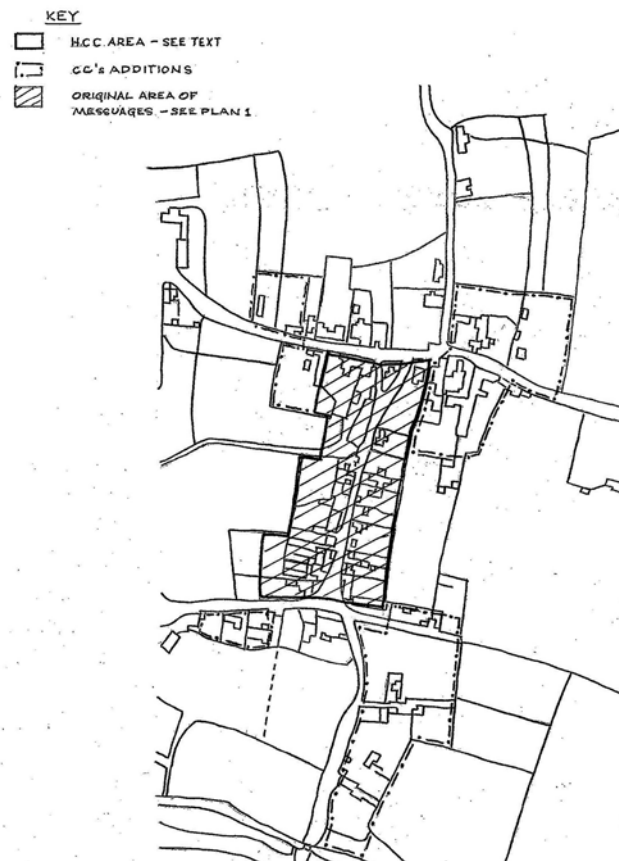 KEY
H.C.C. AREA - SEE TEXT
CC's ADDITIONS
ORIGINAL AREA OF
MESSUAGES - SEE PLAN 1